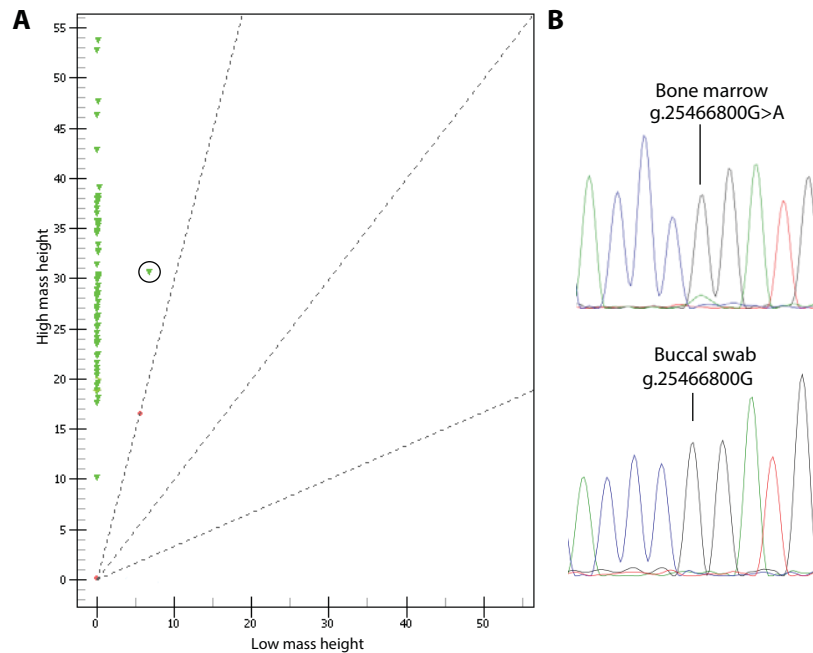 A
High mass height
55
50
45
40
35
30
25
20
15
10
5
0
0 10 20 30 40 50
Low mass height
B
Bone marrow
g.25466800G>A
Buccal swab
g.25466800G